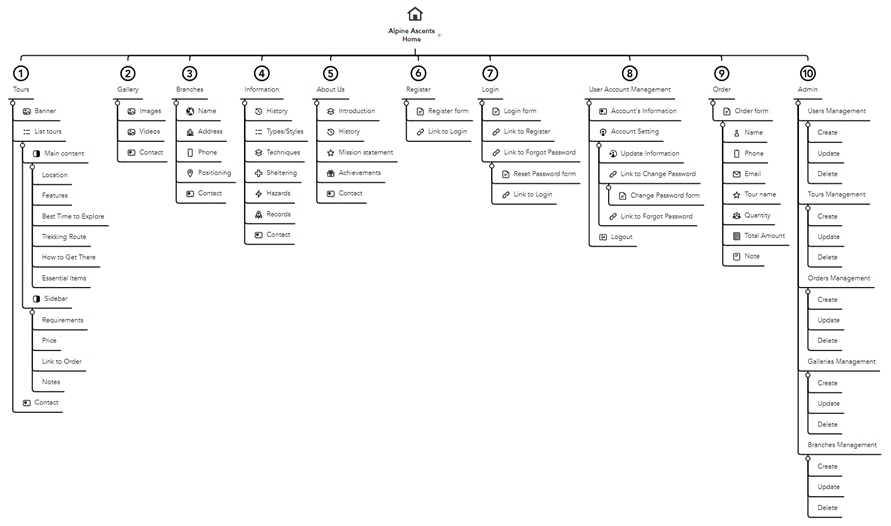 Alpine Ascents
Home
1
Tours
Banner
List tours
Main content
Location
Features
Best Time to Explore
Trekking Route
How to Get There
Essential Items
Sidebar
Requirements
Price
Link to Order
Notes
Contact
2
Gallery
Images
Videos
Contact
3
Branches
Name
Address
Phone
Positioning
Contact
4
Information
History
Types/Styles
Techniques
Sheltering
Hazards
Records
Contact
5
About Us
Introduction
History
Mission statement
Achievements
Contact
6
Register
Register form
Link to Login
7
Login
Login form
Link to Register
Link to Forgot Password
Reset Password form
Link to Login
8
User Account Management
Account's Information
Account Setting
Update Information
Link to Change Password
Change Password form
Link to Forgot Password
Logout
9
Order
Order form
Name
Phone
Email
Tour name
Quantity
Total Amount
Note
10
Admin
Users Management
Create
Update
Delete
Tours Management
Create
Update
Delete
Orders Management
Create
Update
Delete
Galleries Management
Create
Update
Delete
Branches Management
Create
Update
Delete